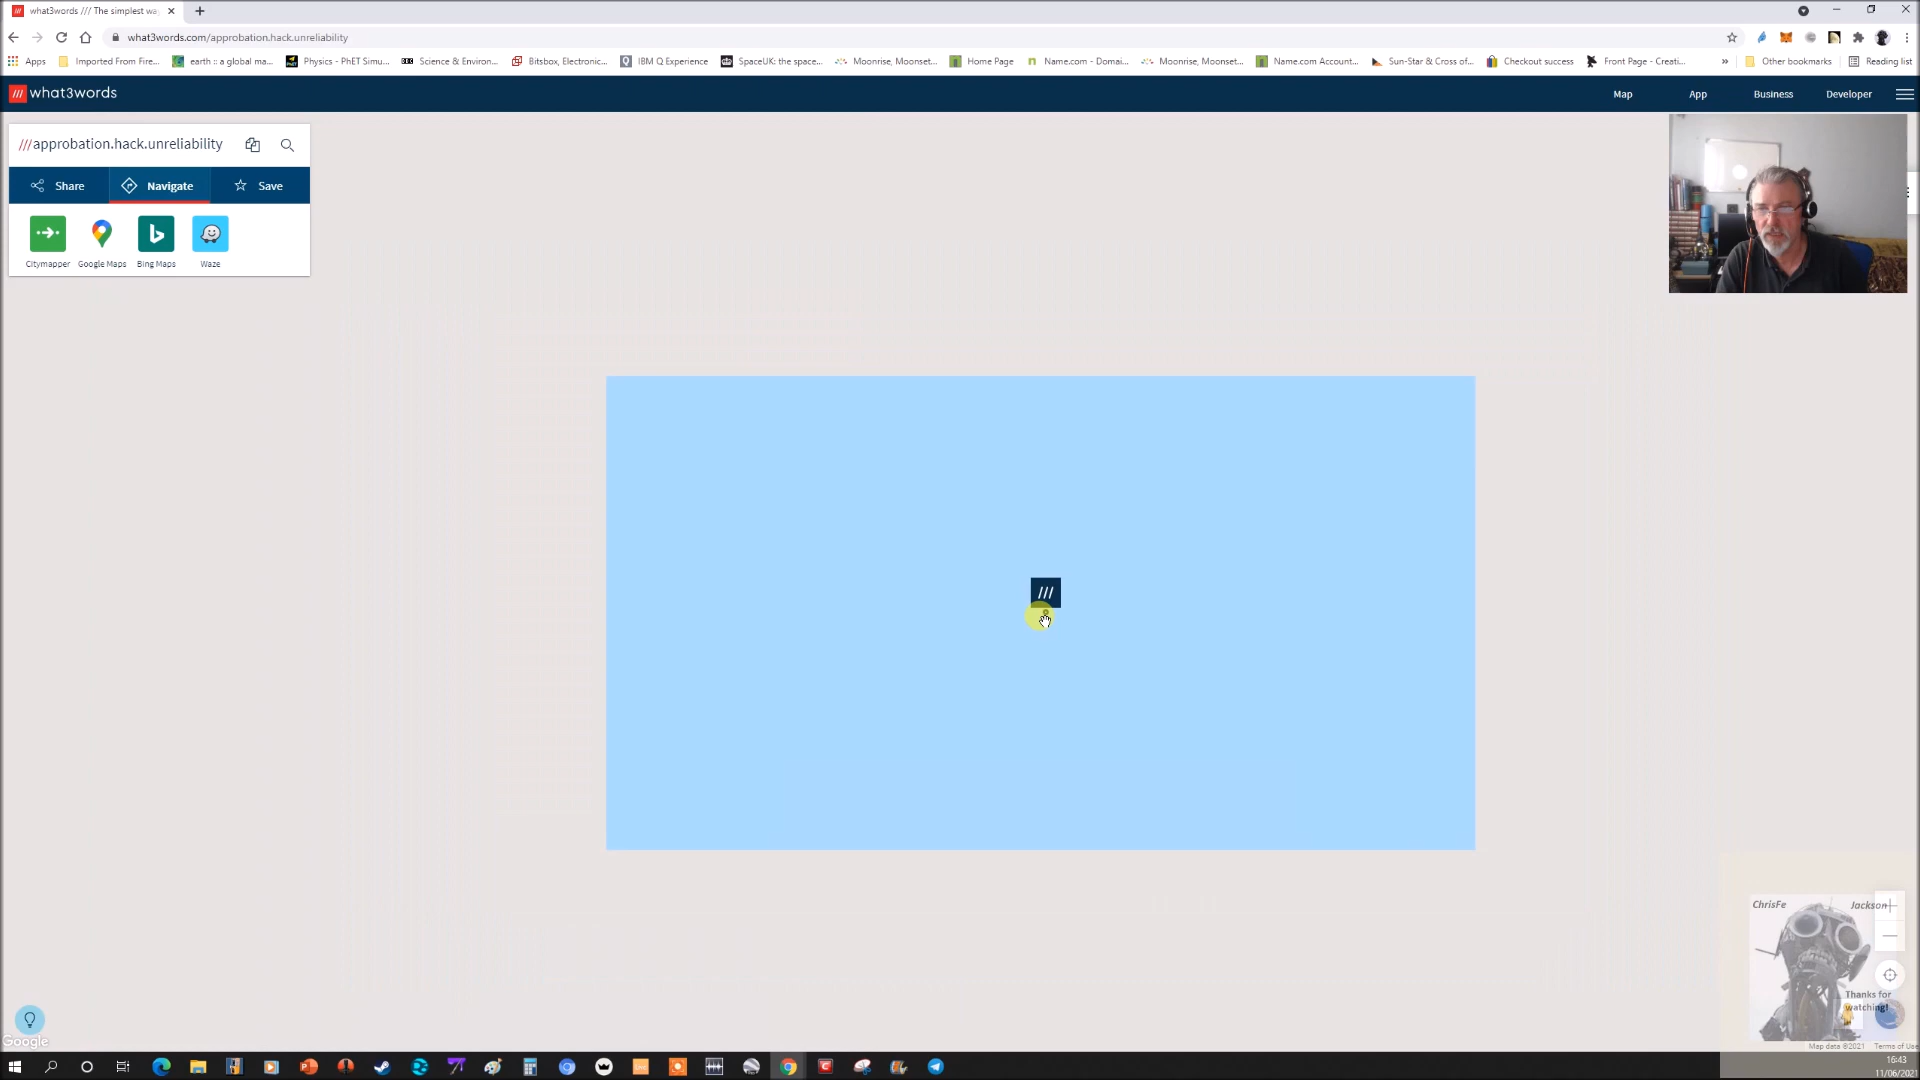 what3words /// The simplest wa
what3words.com/approbation.hack.unreliability
Apps
Imported From Fire...
earth :: a global ma...
Physics - PhET Simu...
Science & Environ...
Bitsbox, Electronic...
IBM Q Experience
SpaceUK: the space...
Moonrise, Moonset...
Home Page
Name.com - Domai...
Moonrise, Moonset...
Name.com Account...
Sun-Star & Cross of...
Checkout success
Front Page - Creati...
»
Other bookmarks
Reading list
/// what3words
Map
App
Business
Developer
///approbation.hack.unreliability
Share
Navigate
Save
Citymapper
Google Maps
Bing Maps
Waze
///
ChrisFe
Jackson
Thanks for
watching!
Google
Map data ©2021
Terms of Use
16:43
11/06/2021